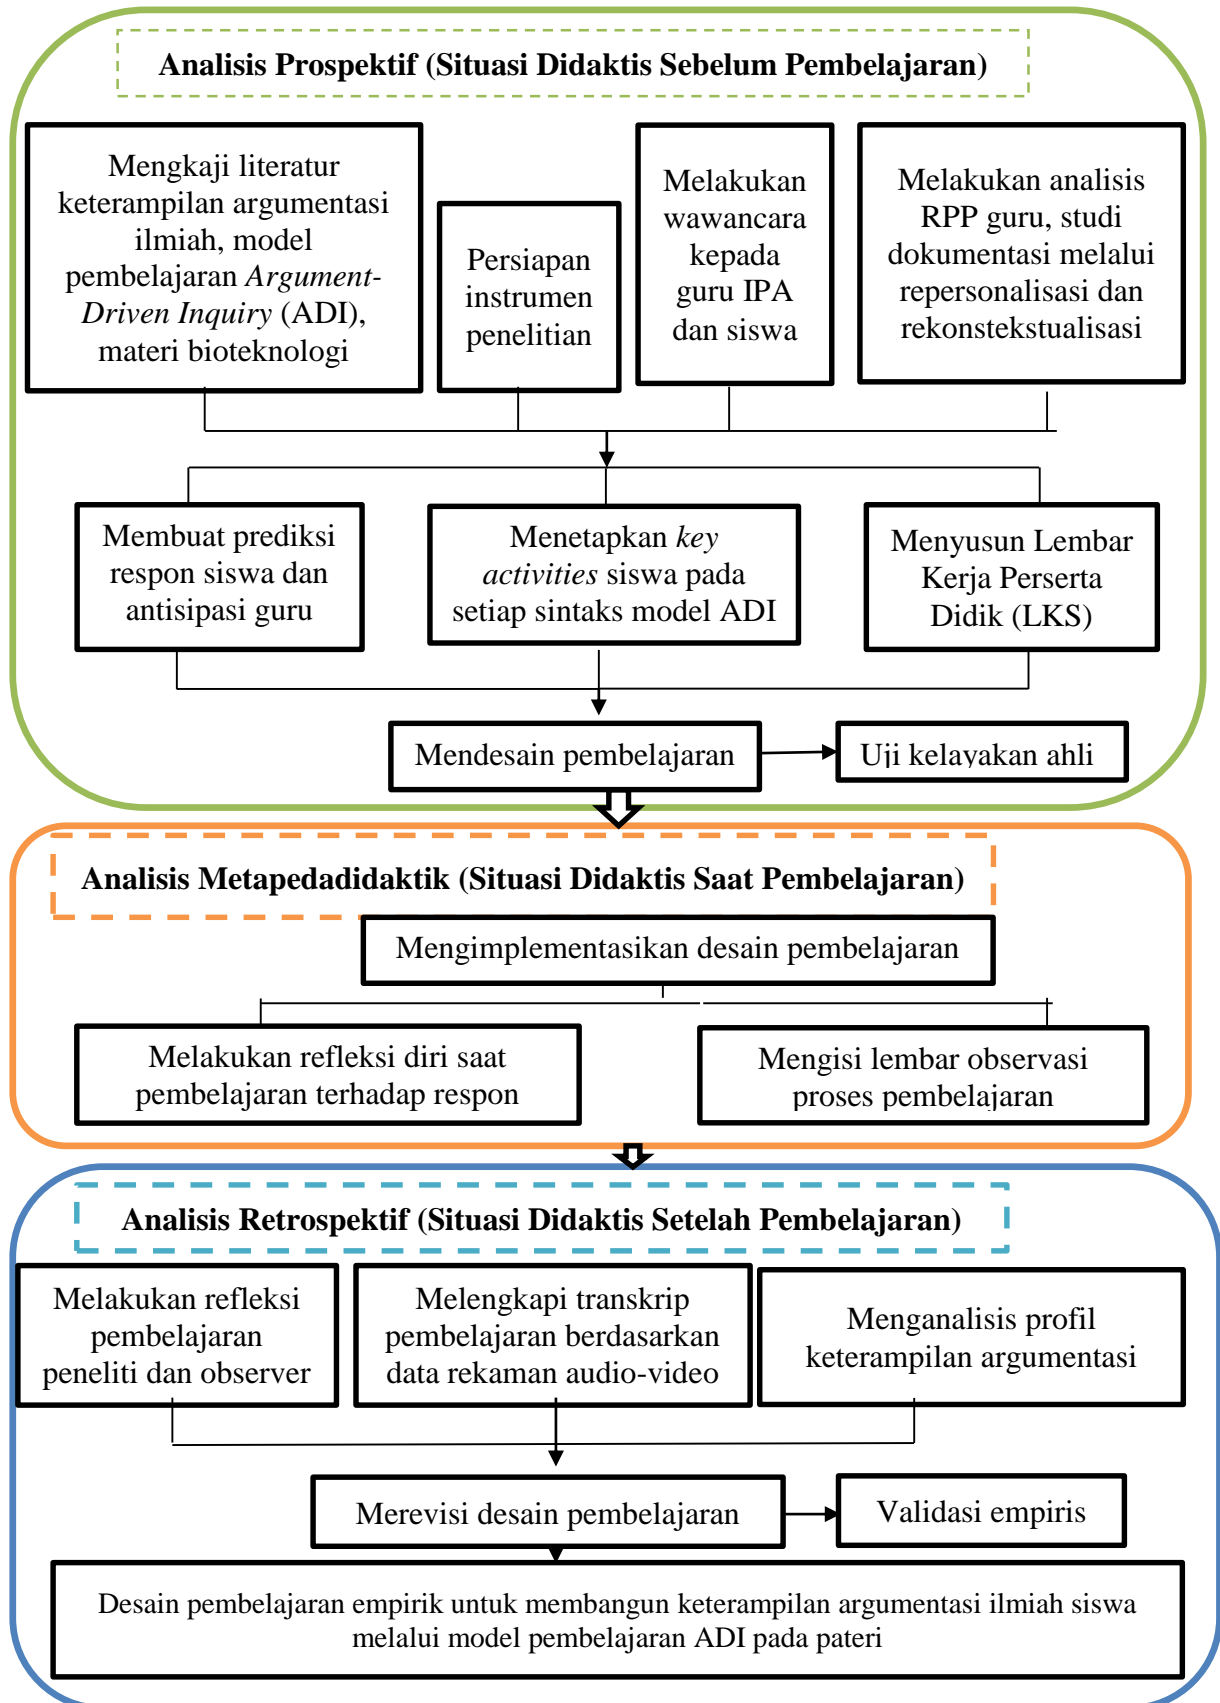 Analisis Prospektif (Situasi Didaktis Sebelum Pembelajaran)
Mengkaji literatur
keterampilan argumentasi
ilmiah, model
pembelajaran Argument-
Driven Inquiry (ADI),
materi bioteknologi
Persiapan
instrumen
penelitian
Melakukan
wawancara
kepada
guru IPA
dan siswa
Melakukan analisis
RPP guru, studi
dokumentasi melalui
repersonalisasi dan
rekonstekstualisasi
Membuat prediksi
respon siswa dan
antisipasi guru
Menetapkan key
activities siswa pada
setiap sintaks model ADI
Menyusun Lembar
Kerja Perserta
Didik (LKS)
Mendesain pembelajaran
Uji kelayakan ahli
Analisis Metapedadidaktik (Situasi Didaktis Saat Pembelajaran)
Mengimplementasikan desain pembelajaran
Melakukan refleksi diri saat
pembelajaran terhadap respon
Mengisi lembar observasi
proses pembelajaran
Analisis Retrospektif (Situasi Didaktis Setelah Pembelajaran)
Melakukan refleksi
pembelajaran
peneliti dan observer
Melengkapi transkrip
pembelajaran berdasarkan
data rekaman audio-video
Menganalisis profil
keterampilan argumentasi
Merevisi desain pembelajaran
Validasi empiris
Desain pembelajaran empirik untuk membangun keterampilan argumentasi ilmiah siswa
melalui model pembelajaran ADI pada pateri